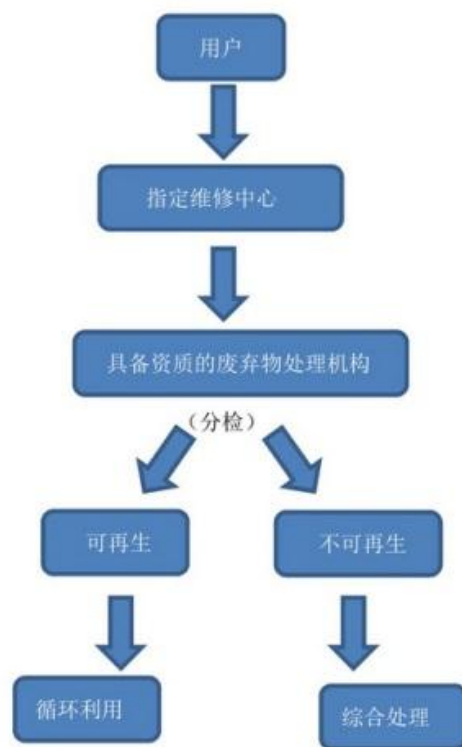 用户
指定维修中心
具备资质的废弃物处理机构
（分检）
可再生
不可再生
循环利用
综合处理